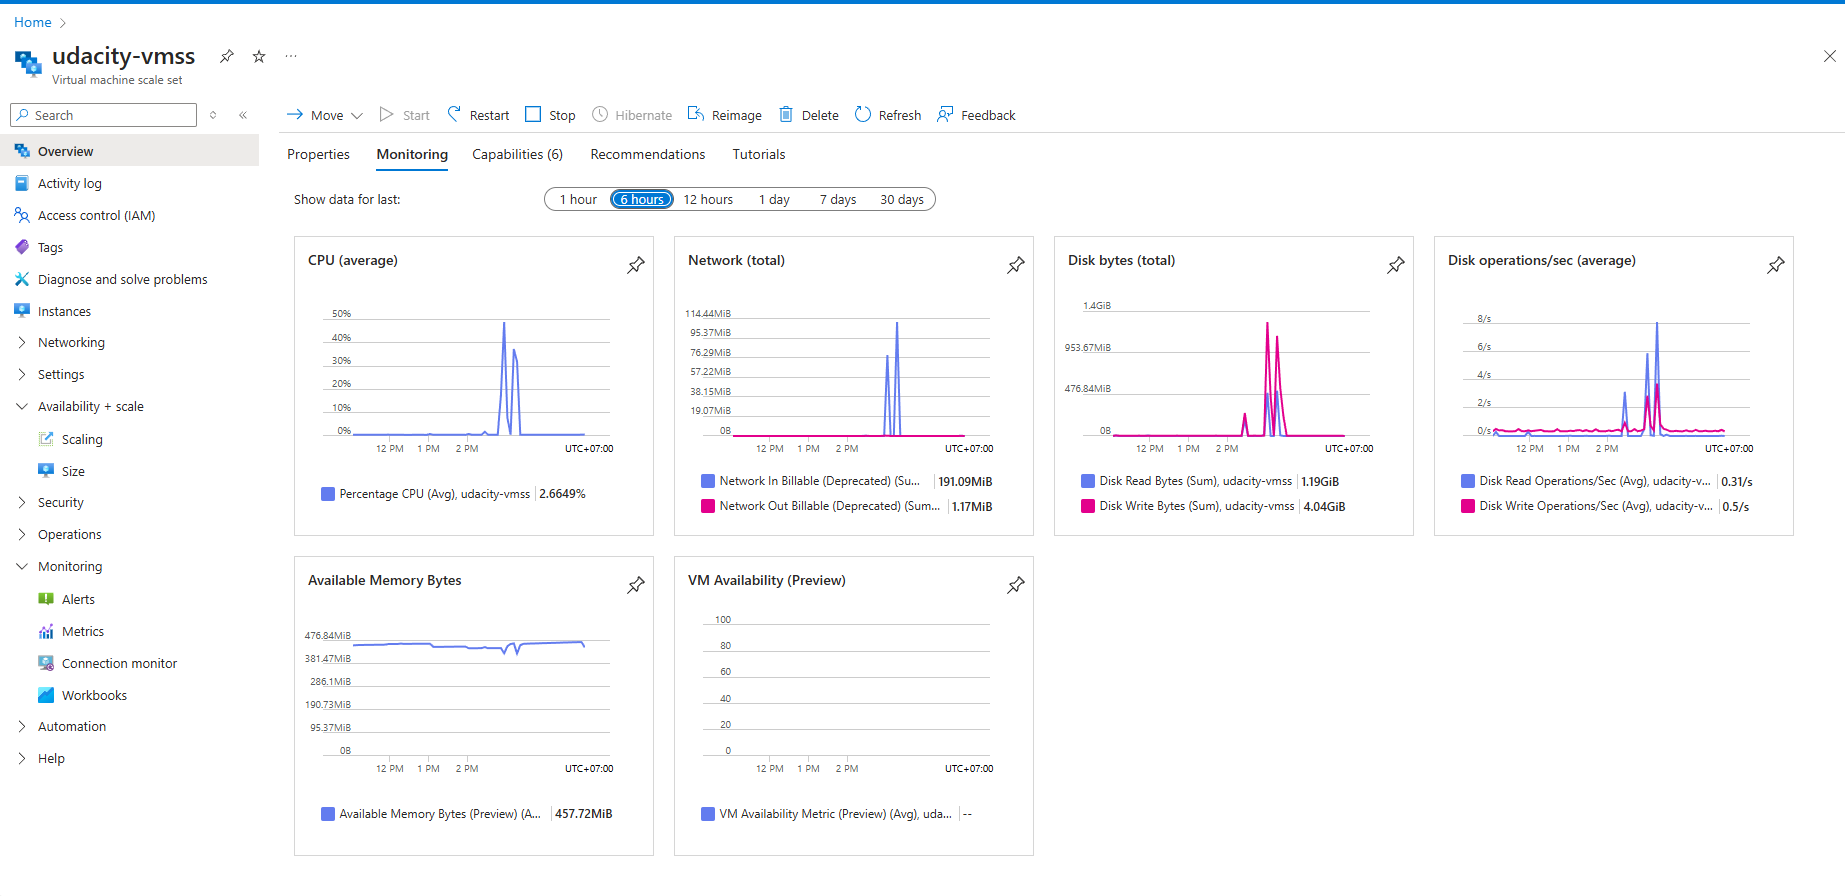 Home
udacity-vmss
Virtual machine scale set
Search
Move
Start
Restart
Stop
Hibernate
Reimage
Delete
Refresh
Feedback
Overview
Activity log
Access control (IAM)
Tags
Diagnose and solve problems
Instances
Networking
Settings
Availability + scale
Scaling
Size
Security
Operations
Monitoring
Alerts
Metrics
Connection monitor
Workbooks
Automation
Help
Properties
Monitoring
Capabilities (6)
Recommendations
Tutorials
Show data for last:
1 hour
6 hours
12 hours
1 day
7 days
30 days
CPU (average)
50%
40%
30%
20%
10%
0%
12 PM
1 PM
2 PM
UTC+07:00
Percentage CPU (Avg), udacity-vmss
2.6649%
Network (total)
114.44MiB
95.37MiB
76.29MiB
57.22MiB
38.15MiB
19.07MiB
0B
12 PM
1 PM
2 PM
UTC+07:00
Network In Billable (Deprecated) (Su...
191.09MiB
Network Out Billable (Deprecated) (Sum...
1.17MiB
Disk bytes (total)
1.4GiB
953.67MiB
476.84MiB
0B
12 PM
1 PM
2 PM
UTC+07:00
Disk Read Bytes (Sum), udacity-vmss
1.19GiB
Disk Write Bytes (Sum), udacity-vmss
4.04GiB
Disk operations/sec (average)
8/s
6/s
4/s
2/s
0/s
12 PM
1 PM
2 PM
UTC+07:00
Disk Read Operations/Sec (Avg), udacity-v...
0.31/s
Disk Write Operations/Sec (Avg), udacity-v...
0.5/s
Available Memory Bytes
476.84MiB
381.47MiB
286.1MiB
190.73MiB
95.37MiB
0B
12 PM
1 PM
2 PM
UTC+07:00
Available Memory Bytes (Preview) (A...
457.72MiB
VM Availability (Preview)
100
80
60
40
20
0
12 PM
1 PM
2 PM
UTC+07:00
VM Availability Metric (Preview) (Avg), uda...
--